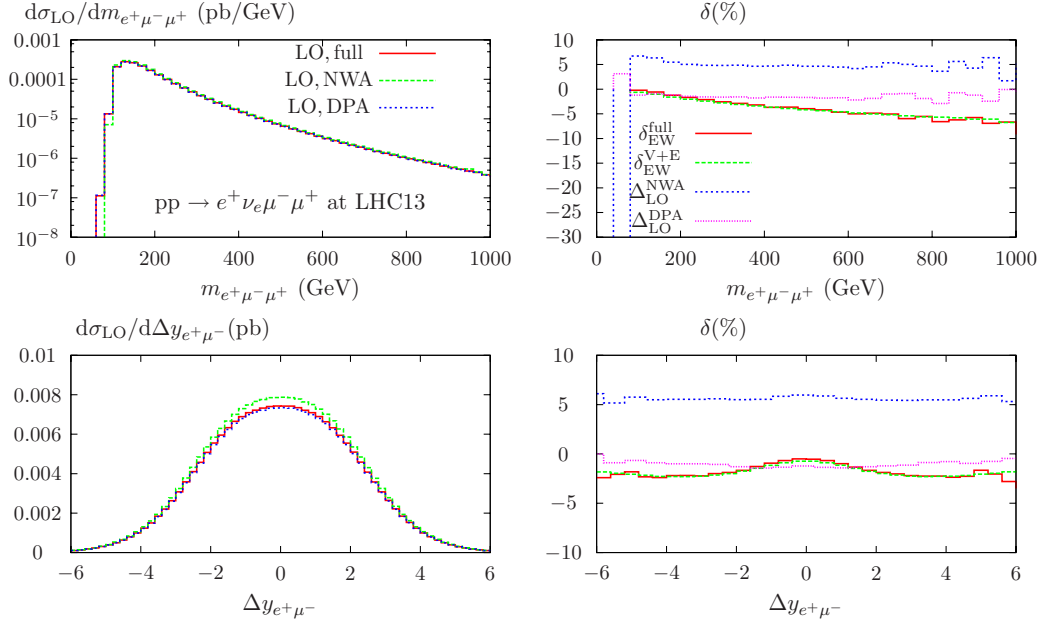 dσ_LO/dm_{e⁺μ⁻μ⁺} (pb/GeV)
0.001
0.0001
10⁻⁵
10⁻⁶
10⁻⁷
10⁻⁸
LO, full
LO, NWA
LO, DPA
pp → e⁺ν_eμ⁻μ⁺ at LHC13
0 200 400 600 800 1000
m_{e⁺μ⁻μ⁺} (GeV)
δ(%)
10
5
0
−5
−10
−15
−20
−25
−30
δ_EW^full
δ_EW^{V+E}
Δ_LO^NWA
Δ_LO^DPA
0 200 400 600 800 1000
m_{e⁺μ⁻μ⁺} (GeV)
dσ_LO/dΔy_{e⁺μ⁻}(pb)
0.01
0.008
0.006
0.004
0.002
0
−6 −4 −2 0 2 4 6
Δy_{e⁺μ⁻}
δ(%)
10
5
0
−5
−10
−6 −4 −2 0 2 4 6
Δy_{e⁺μ⁻}